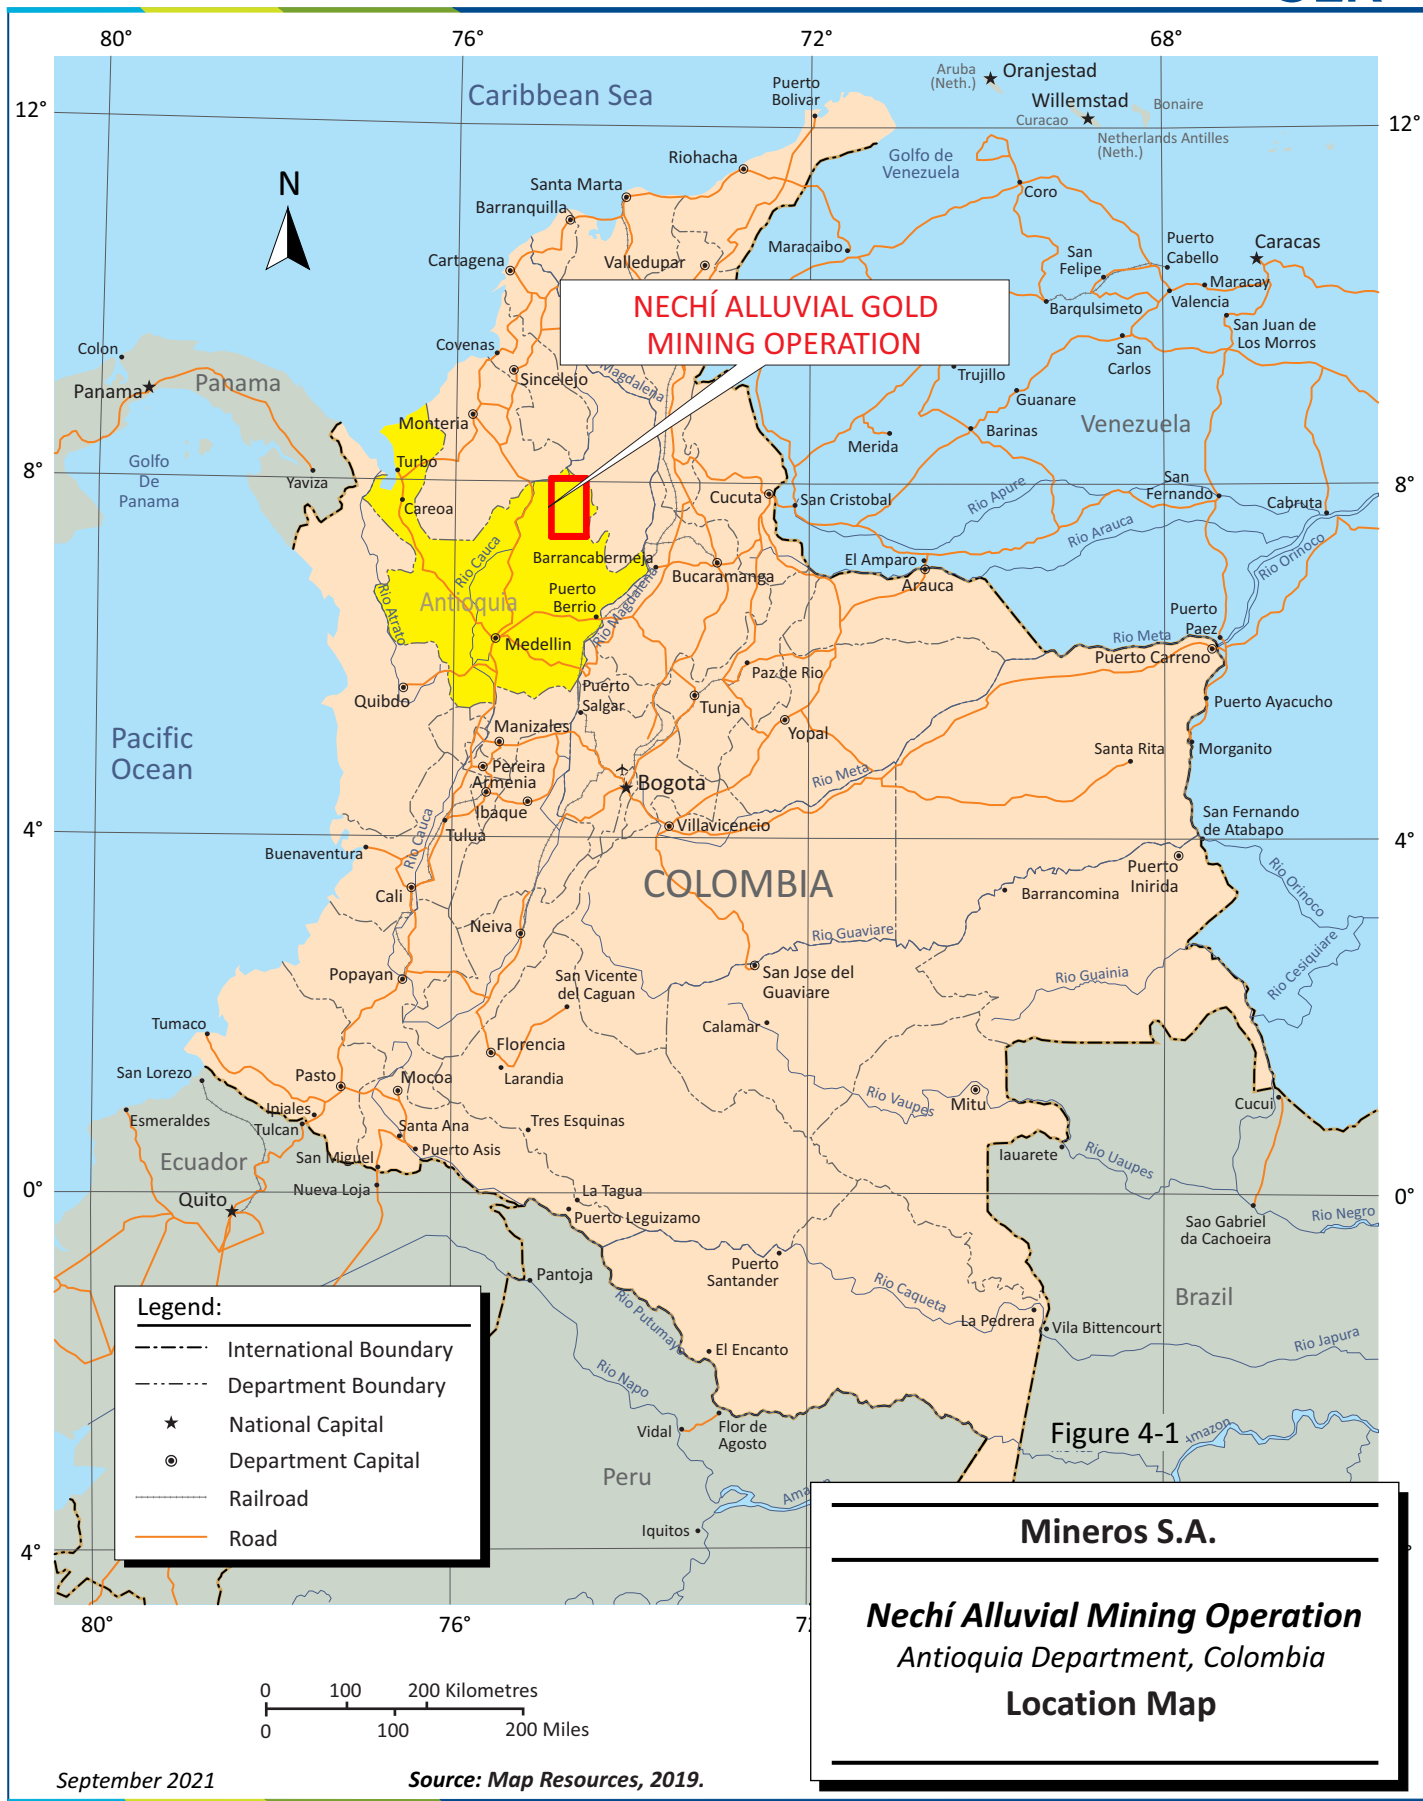 80°
76°
72°
68°
12°
12°
8°
8°
4°
4°
0°
0°
4°
80°
76°
Caribbean Sea
Puerto
Bolivar
Aruba
(Neth.)
Oranjestad
Willemstad
Curacao
Bonaire
Netherlands Antilles
(Neth.)
N
Riohacha
Golfo de
Venezuela
Santa Marta
Coro
Barranquilla
Maracaibo
Puerto
Cabello
Caracas
San
Felipe
Cartagena
Valledupar
Maracay
Valencia
Barqulsimeto
NECHÍ ALLUVIAL GOLD
MINING OPERATION
San Juan de
Los Morros
Colon
Covenas
San
Carlos
Panama
Panama
Sincelejo
Magdalena
Trujillo
Guanare
Monteria
Merida
Barinas
Venezuela
Golfo
De
Panama
Turbo
Yaviza
Careoa
Cucuta
San Cristobal
Rio Apure
San
Fernando
Cabruta
Rio Arauca
Rio Orinoco
Rio Cauca
Barrancabermeja
Bucaramanga
El Amparo
Arauca
Antioquia
Puerto
Berrio
Rio Magdalena
Rio Atrato
Medellin
Puerto
Paez
Rio Meta
Puerto Carreno
Paz de Rio
Quibdo
Puerto
Salgar
Tunja
Puerto Ayacucho
Pacific
Ocean
Manizales
Yopal
Santa Rita
Morganito
Pereira
Armenia
Bogota
Rio Meta
Ibaque
Rio Cauca
Tulua
Villavicencio
San Fernando
de Atabapo
Buenaventura
COLOMBIA
Puerto
Inirida
Rio Orinoco
Cali
Barrancomina
Neiva
Rio Guaviare
Rio Cesiquiare
Popayan
San Vicente
del Caguan
San Jose del
Guaviare
Rio Guainia
Tumaco
Calamar
Florencia
San Lorezo
Pasto
Mocoa
Larandia
Rio Vaupes
Mitu
Cucui
Esmeraldes
Ipiales
Tulcan
Santa Ana
Tres Esquinas
Ecuador
San Miguel
Puerto Asis
Iauarete
Rio Uaupes
Quito
Nueva Loja
La Tagua
Puerto Leguizamo
Sao Gabriel
da Cachoeira
Rio Negro
Pantoja
Puerto
Santander
Rio Caqueta
Brazil
Rio Putumayo
La Pedrera
Vila Bittencourt
Rio Japura
El Encanto
Rio Napo
Vidal
Flor de
Agosto
Figure 4-1
Amazon
Peru
Iquitos
Legend:
International Boundary
Department Boundary
National Capital
Department Capital
Railroad
Road
Mineros S.A.
Nechí Alluvial Mining Operation
Antioquia Department, Colombia
Location Map
0 100 200 Kilometres
0 100 200 Miles
September 2021
Source: Map Resources, 2019.